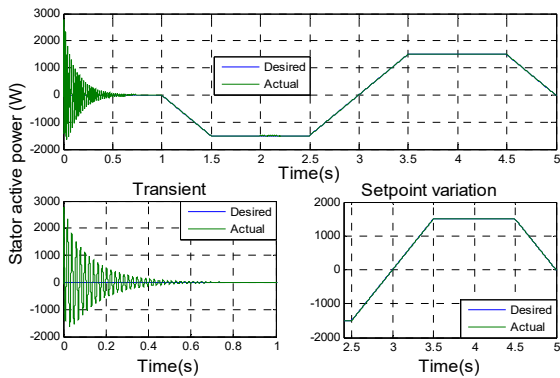 Stator active power (W)
3000
2000
1000
0
-1000
-2000
Desired
Actual
0 0.5 1 1.5 2 2.5 3 3.5 4 4.5 5
Time(s)
Transient
3000
2000
1000
0
-1000
-2000
Desired
Actual
0 0.2 0.4 0.6 0.8 1
Time(s)
Setpoint variation
2000
1000
0
-1000
-2000
Desired
Actual
2.5 3 3.5 4 4.5 5
Time(s)